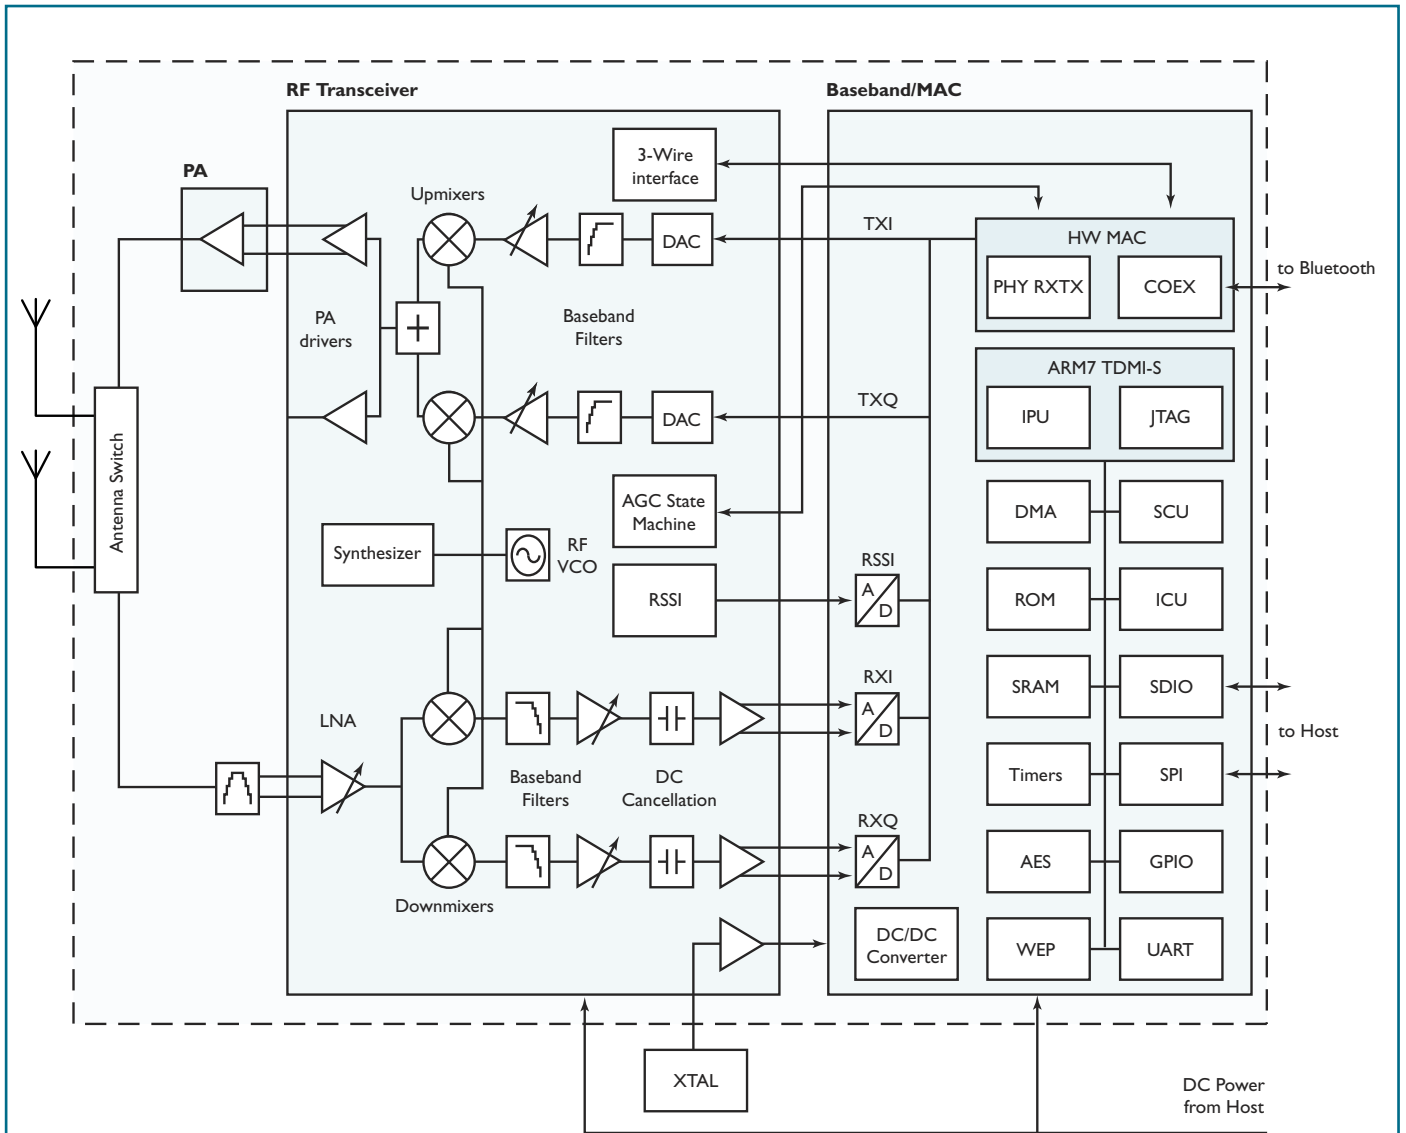 RF Transceiver
Baseband/MAC
3-Wire
interface
PA
Upmixers
TXI
HW MAC
DAC
PHY RXTX
COEX
to Bluetooth
PA
drivers
+
Baseband
Filters
ARM7 TDMI-S
TXQ
IPU
JTAG
DAC
Antenna Switch
AGC State
Machine
DMA
SCU
Synthesizer
RF
VCO
RSSI
RSSI
A
D
ROM
ICU
RXI
A
D
SRAM
SDIO
LNA
to Host
Baseband
Filters
DC
Cancellation
Timers
SPI
RXQ
A
D
AES
GPIO
Downmixers
DC/DC
Converter
WEP
UART
XTAL
DC Power
from Host